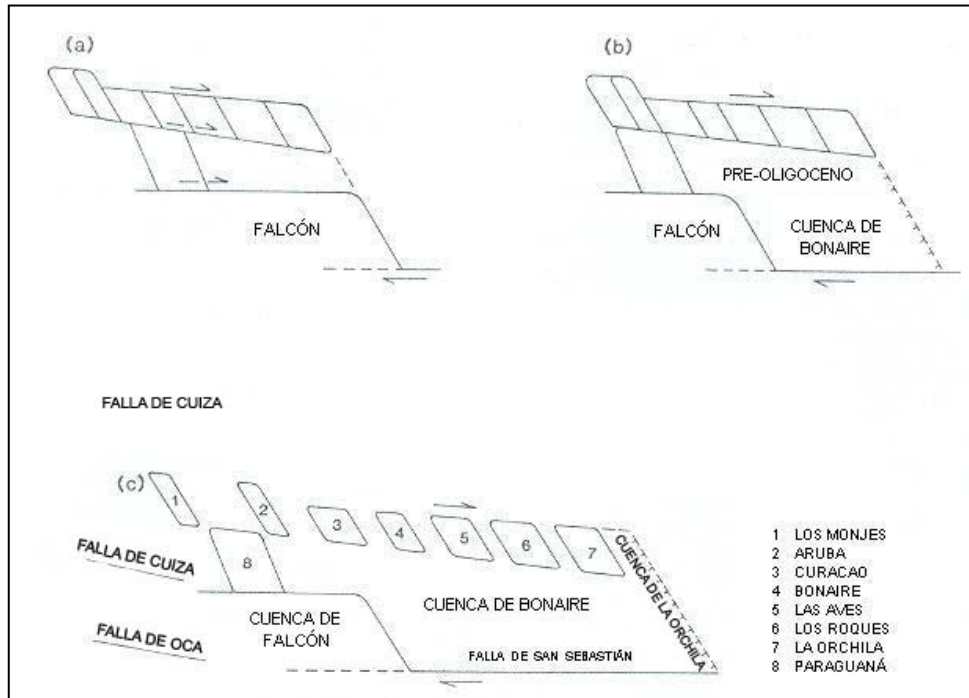 (a)
FALCÓN
(b)
PRE-OLIGOCENO
FALCÓN
CUENCA DE
BONAIRE
FALLA DE CUIZA
(c)
1
2
3
4
5
6
7
8
FALLA DE CUIZA
FALLA DE OCA
CUENCA DE
FALCÓN
CUENCA DE BONAIRE
FALLA DE SAN SEBASTIÁN
CUENCA DE LA ORCHILA
1 LOS MONJES
2 ARUBA
3 CURACAO
4 BONAIRE
5 LAS AVES
6 LOS ROQUES
7 LA ORCHILA
8 PARAGUANÁ